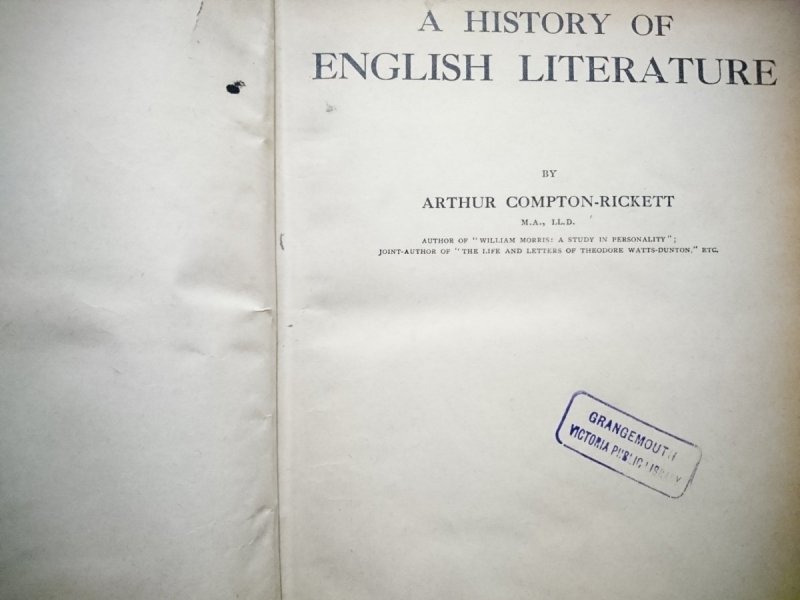 A HISTORY OF
ENGLISH LITERATURE
BY
ARTHUR COMPTON-RICKETT
M.A., LL.D.
AUTHOR OF "WILLIAM MORRIS: A STUDY IN PERSONALITY";
JOINT-AUTHOR OF "THE LIFE AND LETTERS OF THEODORE WATTS-DUNTON," ETC.
GRANGEMOUTH
VICTORIA PUBLIC LIBRARY